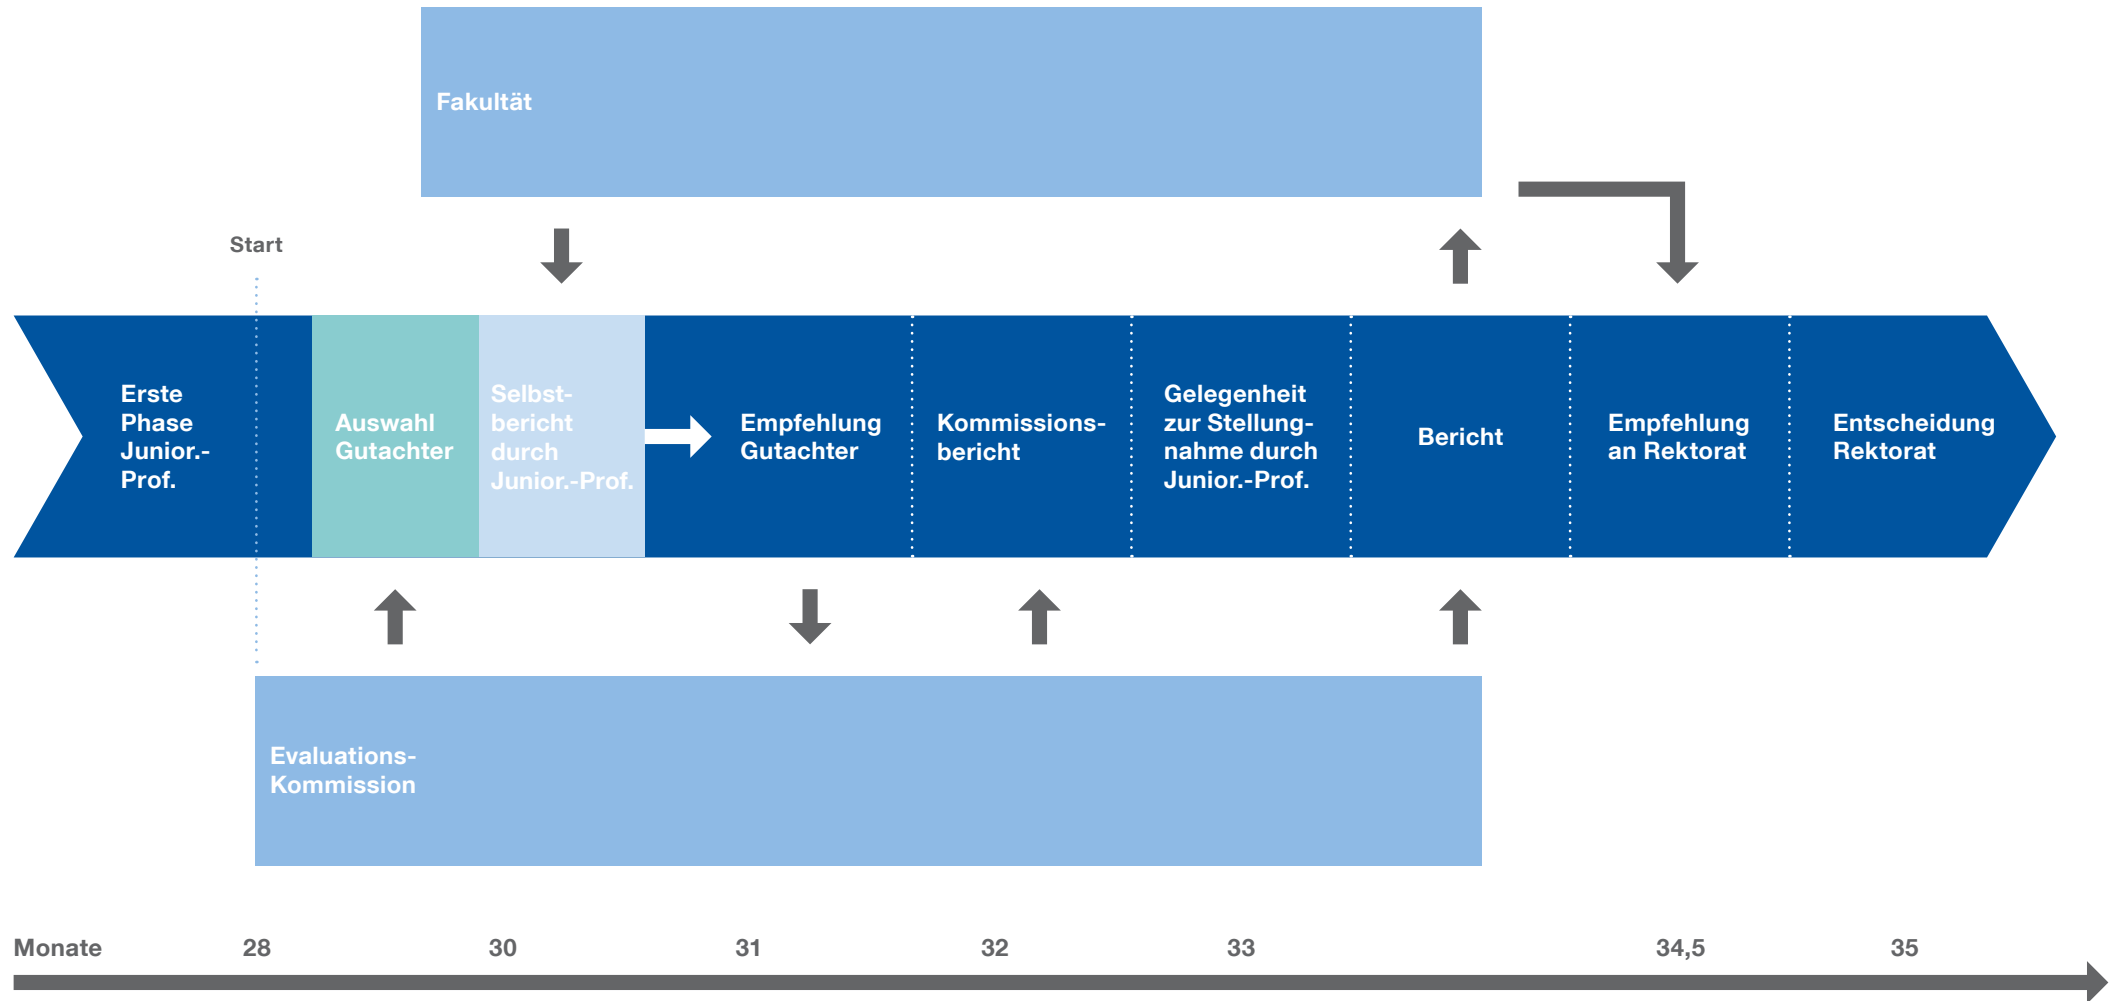 Fakultät
Start
Erste
Phase
Junior.-
Prof.
Auswahl
Gutachter
Selbst-
bericht
durch
Junior.-Prof.
Empfehlung
Gutachter
Kommissions-
bericht
Gelegenheit
zur Stellung-
nahme durch
Junior.-Prof.
Bericht
Empfehlung
an Rektorat
Entscheidung
Rektorat
Evaluations-
Kommission
Monate 28 30 31 32 33 34,5 35